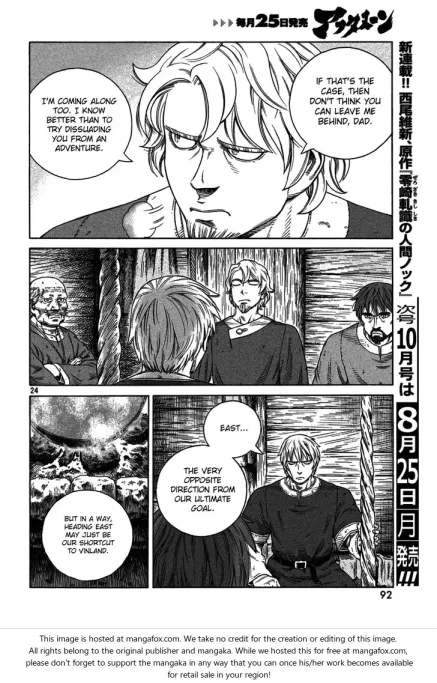 ▷▶▶ 毎月25日発売 アフタヌーン
新連載!! 西尾維新、原作『零崎軋識の人間ノック』次号10月号は8月25日月発売!!!
ぜろ ざき きし しき
IF THAT'S THE
CASE, THEN
DON'T THINK YOU
CAN LEAVE ME
BEHIND, DAD.
I'M COMING ALONG
TOO. I KNOW
BETTER THAN TO
TRY DISSUADING
YOU FROM AN
ADVENTURE.
24
EAST...
THE VERY
OPPOSITE
DIRECTION FROM
OUR ULTIMATE
GOAL.
BUT IN A WAY,
HEADING EAST
MAY JUST BE
OUR SHORTCUT
TO VINLAND.
92
This image is hosted at mangafox.com. We take no credit for the creation or editing of this image.
All rights belong to the original publisher and mangaka. While we hosted this for free at mangafox.com,
please don't forget to support the mangaka in any way that you can once his/her work becomes available
for retail sale in your region!